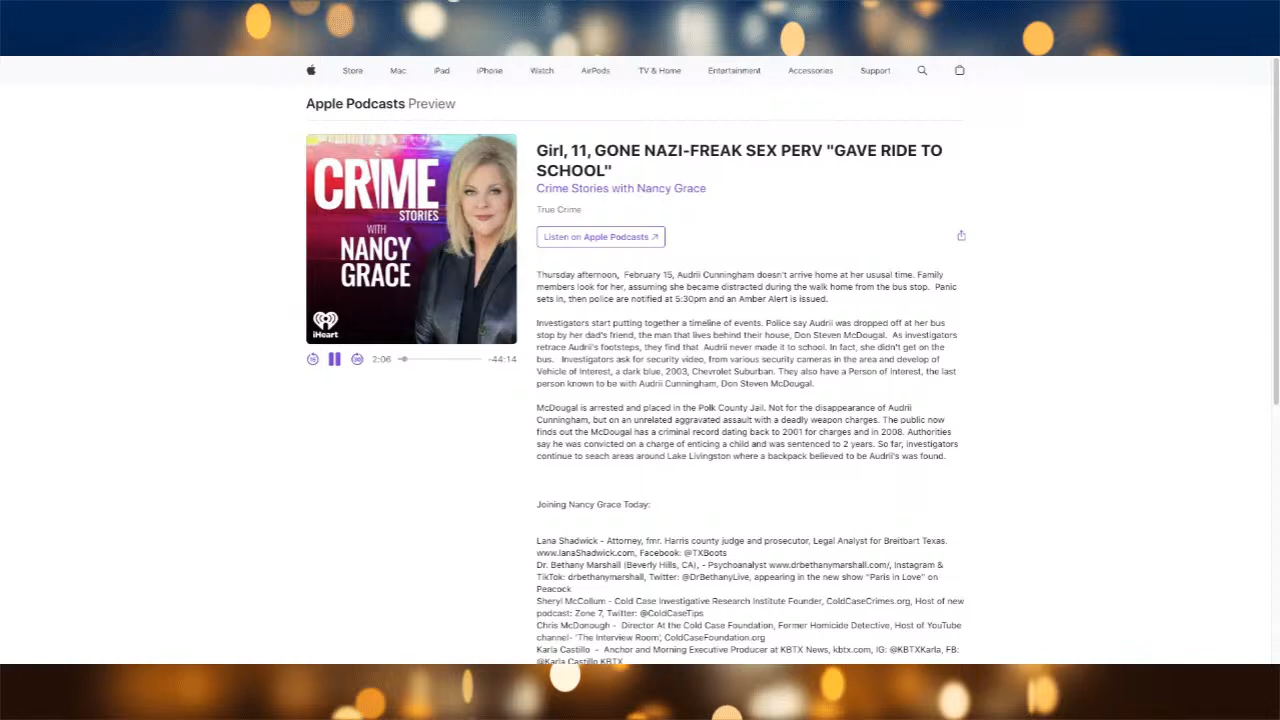 Store Mac iPad iPhone Watch AirPods TV & Home Entertainment Accessories Support
Apple Podcasts Preview
CRIME
STORIES
WITH
NANCY
GRACE
iHeart
15 30 2:06 -44:14
Girl, 11, GONE NAZI-FREAK SEX PERV "GAVE RIDE TO
SCHOOL"
Crime Stories with Nancy Grace
True Crime
Listen on Apple Podcasts ↗
Thursday afternoon, February 15, Audrii Cunningham doesn't arrive home at her ususal time. Family
members look for her, assuming she became distracted during the walk home from the bus stop. Panic
sets in, then police are notified at 5:30pm and an Amber Alert is issued.
Investigators start putting together a timeline of events. Police say Audrii was dropped off at her bus
stop by her dad's friend, the man that lives behind their house, Don Steven McDougal. As investigators
retrace Audrii's footsteps, they find that Audrii never made it to school. In fact, she didn't get on the
bus. Investigators ask for security video, from various security cameras in the area and develop of
Vehicle of Interest, a dark blue, 2003, Chevrolet Suburban. They also have a Person of Interest, the last
person known to be with Audrii Cunningham, Don Steven McDougal.
McDougal is arrested and placed in the Polk County Jail. Not for the disappearance of Audrii
Cunningham, but on an unrelated aggravated assault with a deadly weapon charges. The public now
finds out the McDougal has a criminal record dating back to 2001 for charges and in 2008. Authorities
say he was convicted on a charge of enticing a child and was sentenced to 2 years. So far, investigators
continue to seach areas around Lake Livingston where a backpack believed to be Audrii's was found.
Joining Nancy Grace Today:
Lana Shadwick - Attorney, fmr. Harris county judge and prosecutor, Legal Analyst for Breitbart Texas.
www.lanaShadwick.com, Facebook: @TXBoots
Dr. Bethany Marshall (Beverly Hills, CA), - Psychoanalyst www.drbethanymarshall.com/, Instagram &
TikTok: drbethanymarshall, Twitter: @DrBethanyLive, appearing in the new show "Paris in Love" on
Peacock
Sheryl McCollum - Cold Case Investigative Research Institute Founder, ColdCaseCrimes.org, Host of new
podcast: Zone 7, Twitter: @ColdCaseTips
Chris McDonough - Director At the Cold Case Foundation, Former Homicide Detective, Host of YouTube
channel- 'The Interview Room', ColdCaseFoundation.org
Karla Castillo - Anchor and Morning Executive Producer at KBTX News, kbtx.com, IG: @KBTXKarla, FB:
@Karla Castillo KBTX